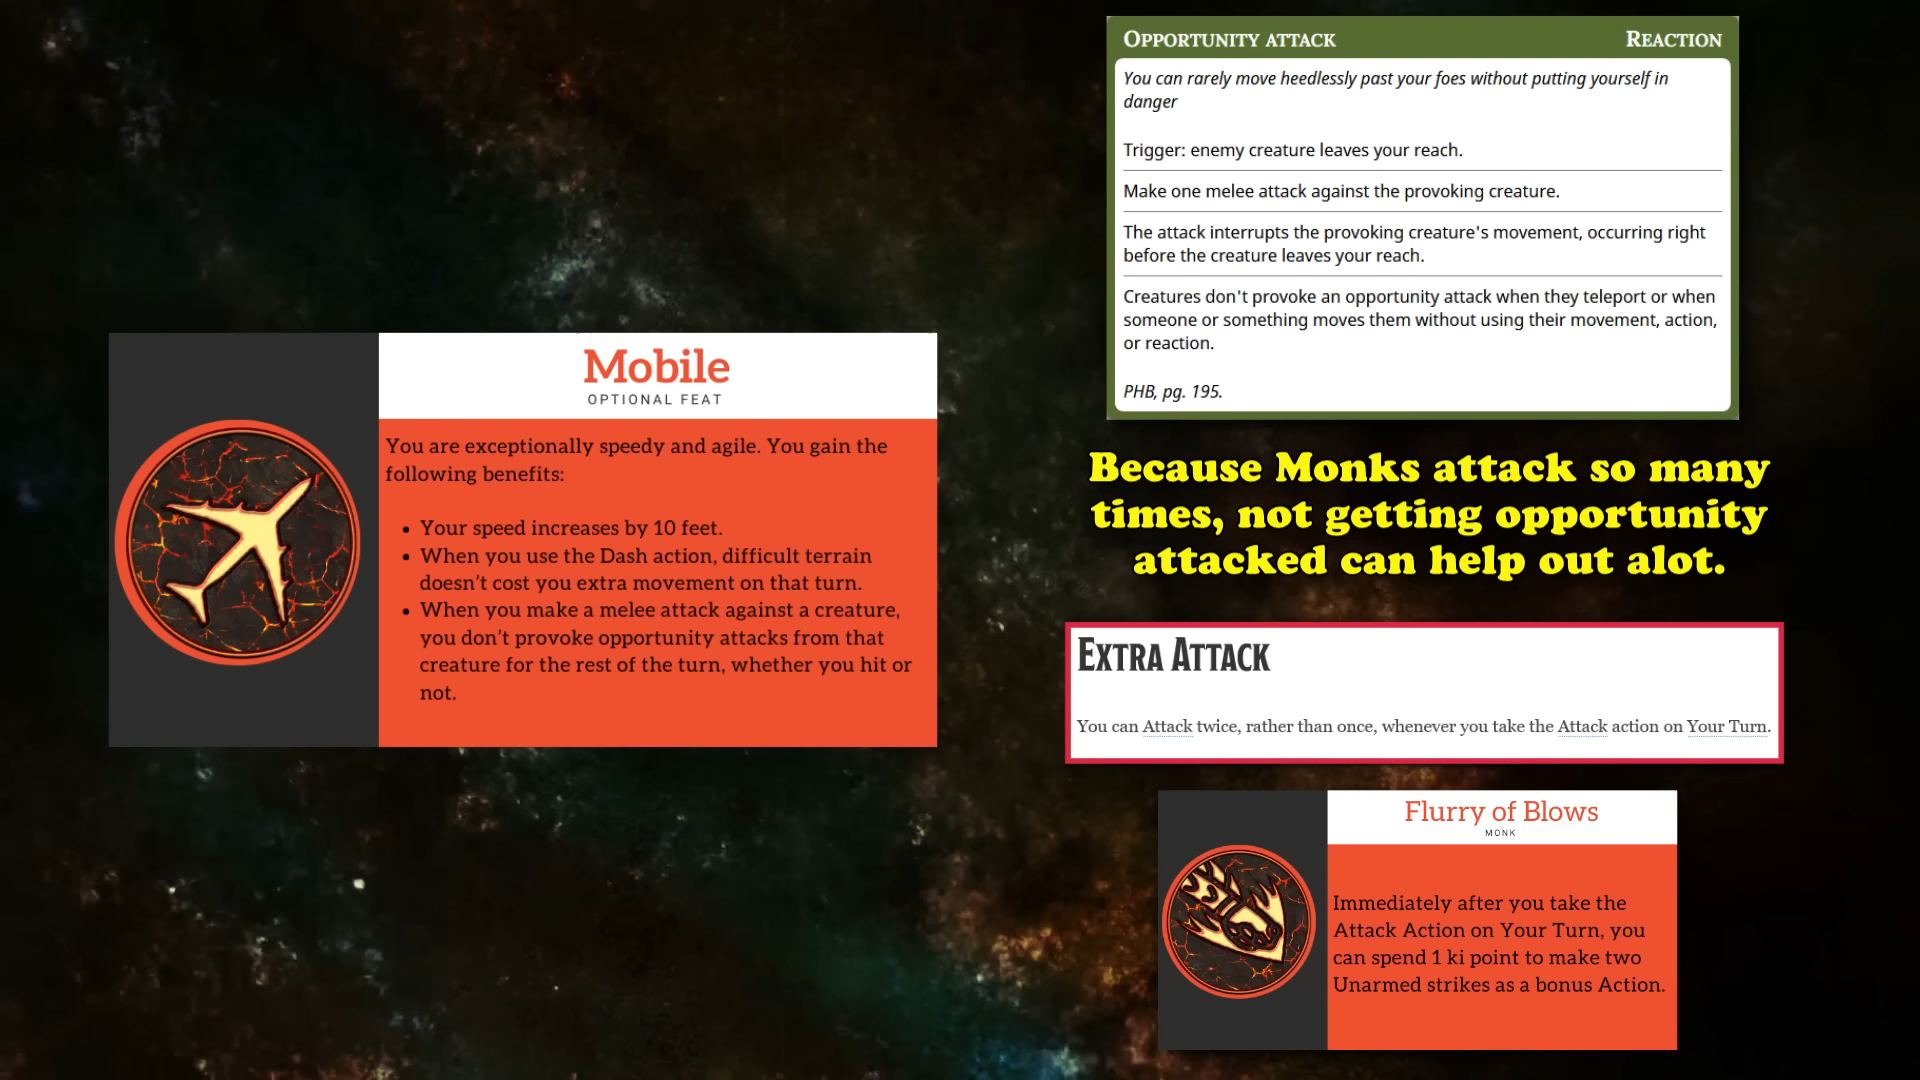 Mobile
OPTIONAL FEAT
You are exceptionally speedy and agile. You gain the
following benefits:
• Your speed increases by 10 feet.
• When you use the Dash action, difficult terrain
doesn't cost you extra movement on that turn.
• When you make a melee attack against a creature,
you don't provoke opportunity attacks from that
creature for the rest of the turn, whether you hit or
not.
OPPORTUNITY ATTACK REACTION
You can rarely move heedlessly past your foes without putting yourself in
danger
Trigger: enemy creature leaves your reach.
Make one melee attack against the provoking creature.
The attack interrupts the provoking creature's movement, occurring right
before the creature leaves your reach.
Creatures don't provoke an opportunity attack when they teleport or when
someone or something moves them without using their movement, action,
or reaction.
PHB, pg. 195.
Because Monks attack so many
times, not getting opportunity
attacked can help out alot.
EXTRA ATTACK
You can Attack twice, rather than once, whenever you take the Attack action on Your Turn.
Flurry of Blows
MONK
Immediately after you take the
Attack Action on Your Turn, you
can spend 1 ki point to make two
Unarmed strikes as a bonus Action.